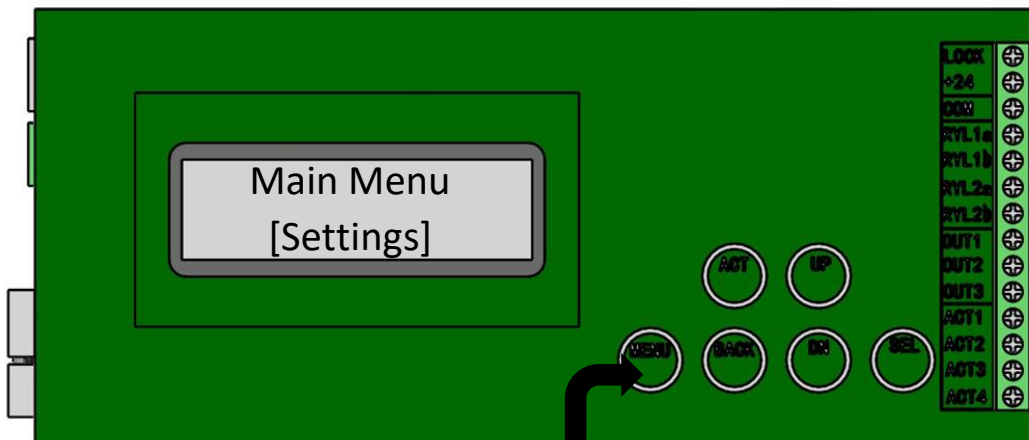 Main Menu
[Settings]
ACT
UP
MENU
BACK
DN
SEL
+24
COM
RYL1a
RYL1b
RYL2a
RYL2b
OUT1
OUT2
OUT3
ACT1
ACT2
ACT3
ACT4